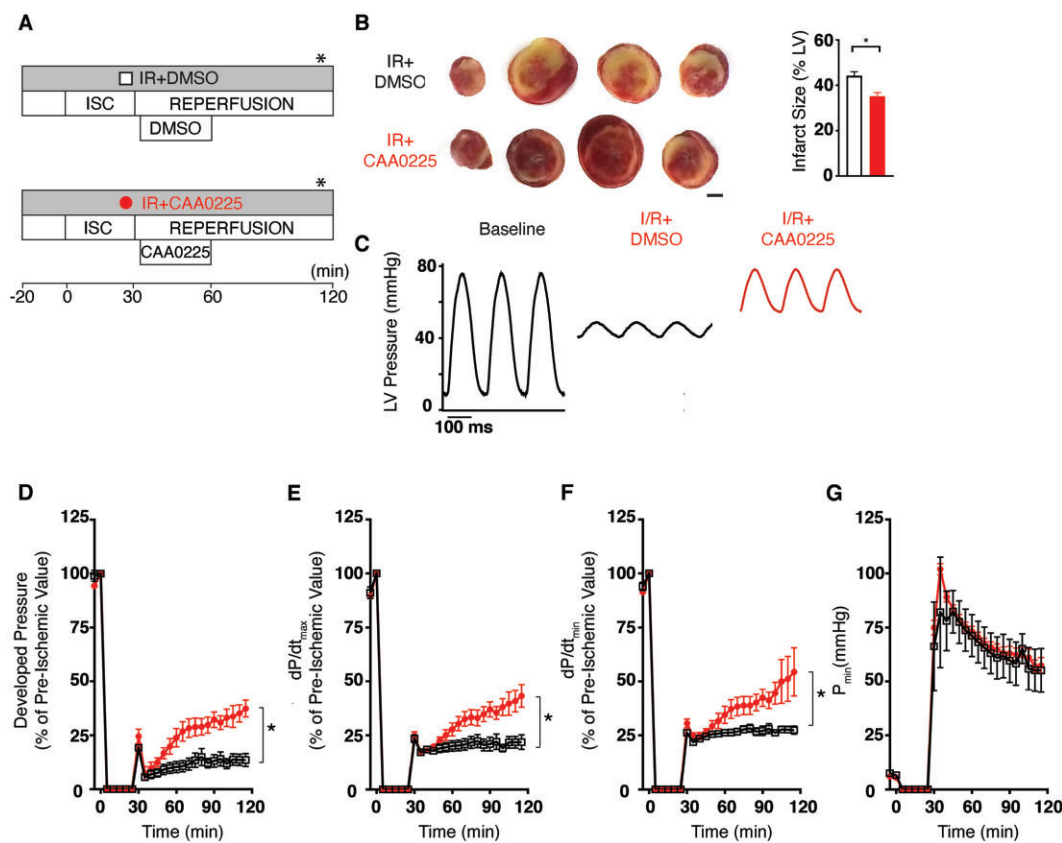 A
*
IR+DMSO
ISC REPERFUSION
DMSO
*
IR+CAA0225
ISC REPERFUSION
CAA0225
(min)
-20 0 30 60 120
B
IR+
DMSO
IR+
CAA0225
Infarct Size (% LV)
60
40
20
0
*
C
Baseline
I/R+
DMSO
I/R+
CAA0225
LV Pressure (mmHg)
80
40
0
100 ms
D
Developed Pressure
(% of Pre-Ischemic Value)
125
100
75
50
25
0
*
0 30 60 90 120
Time (min)
E
dP/dtmax
(% of Pre-Ischemic Value)
125
100
75
50
25
0
*
0 30 60 90 120
Time (min)
F
dP/dtmin
(% of Pre-Ischemic Value)
125
100
75
50
25
0
*
0 30 60 90 120
Time (min)
G
Pmin(mmHg)
125
100
75
50
25
0
0 30 60 90 120
Time (min)